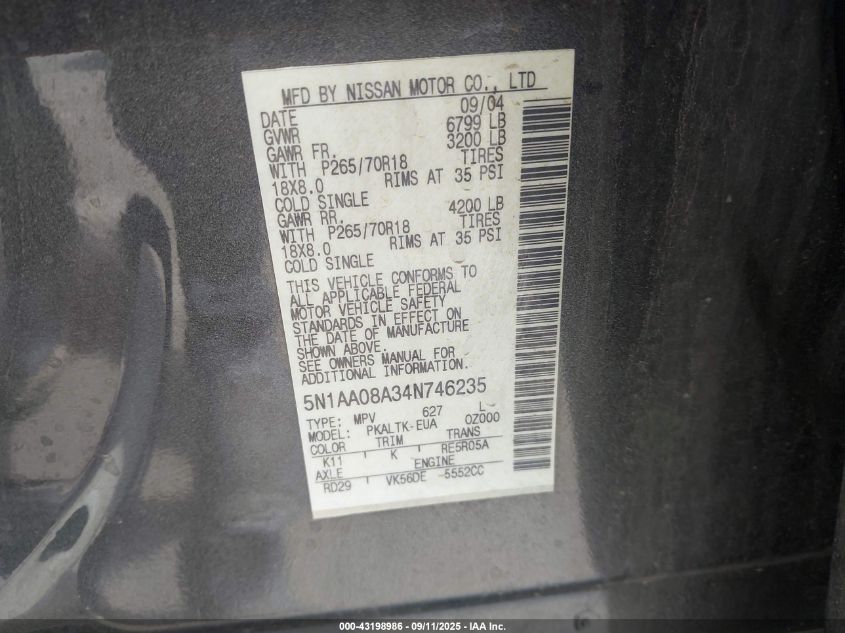 MFD BY NISSAN MOTOR CO., LTD
DATE 09/04
GVWR 6799 LB
GAWR FR. 3200 LB
WITH P265/70R18 TIRES
18X8.0 RIMS AT 35 PSI
COLD SINGLE
GAWR RR. 4200 LB
WITH P265/70R18 TIRES
18X8.0 RIMS AT 35 PSI
COLD SINGLE
THIS VEHICLE CONFORMS TO
ALL APPLICABLE FEDERAL
MOTOR VEHICLE SAFETY
STANDARDS IN EFFECT ON
THE DATE OF MANUFACTURE
SHOWN ABOVE.
SEE OWNERS MANUAL FOR
ADDITIONAL INFORMATION.
5N1AA08A34N746235
TYPE: MPV 627 L-
MODEL: PKALTK-EUA 0Z000
COLOR TRIM TRANS
K11 K RE5R05A
AXLE ENGINE
RD29 VK56DE -5552CC
000-43198986 - 09/11/2025 - IAA Inc.